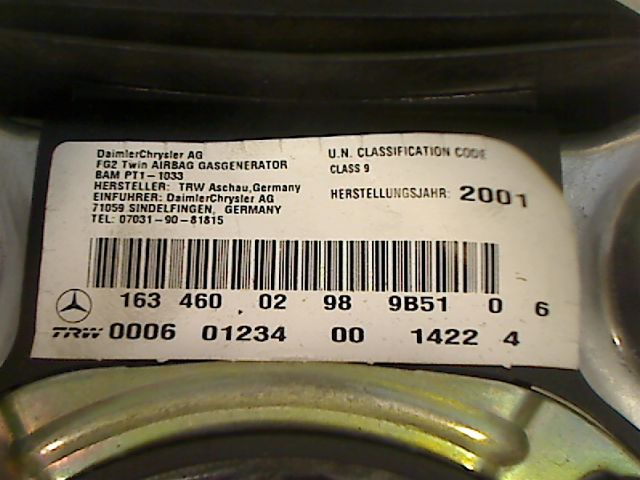 DaimlerChrysler AG
FG2 Twin AIRBAG GASGENERATOR
BAM PT1-1033
HERSTELLER: TRW Aschau,Germany
EINFUHRER: DaimlerChrysler AG
71059 SINDELFINGEN, GERMANY
TEL: 07031-90-81815
U.N. CLASSIFICATION CODE
CLASS 9
HERSTELLUNGSJAHR: 2001
163 460 02 98 9B51 0 6
TRW 0006 01234 00 1422 4